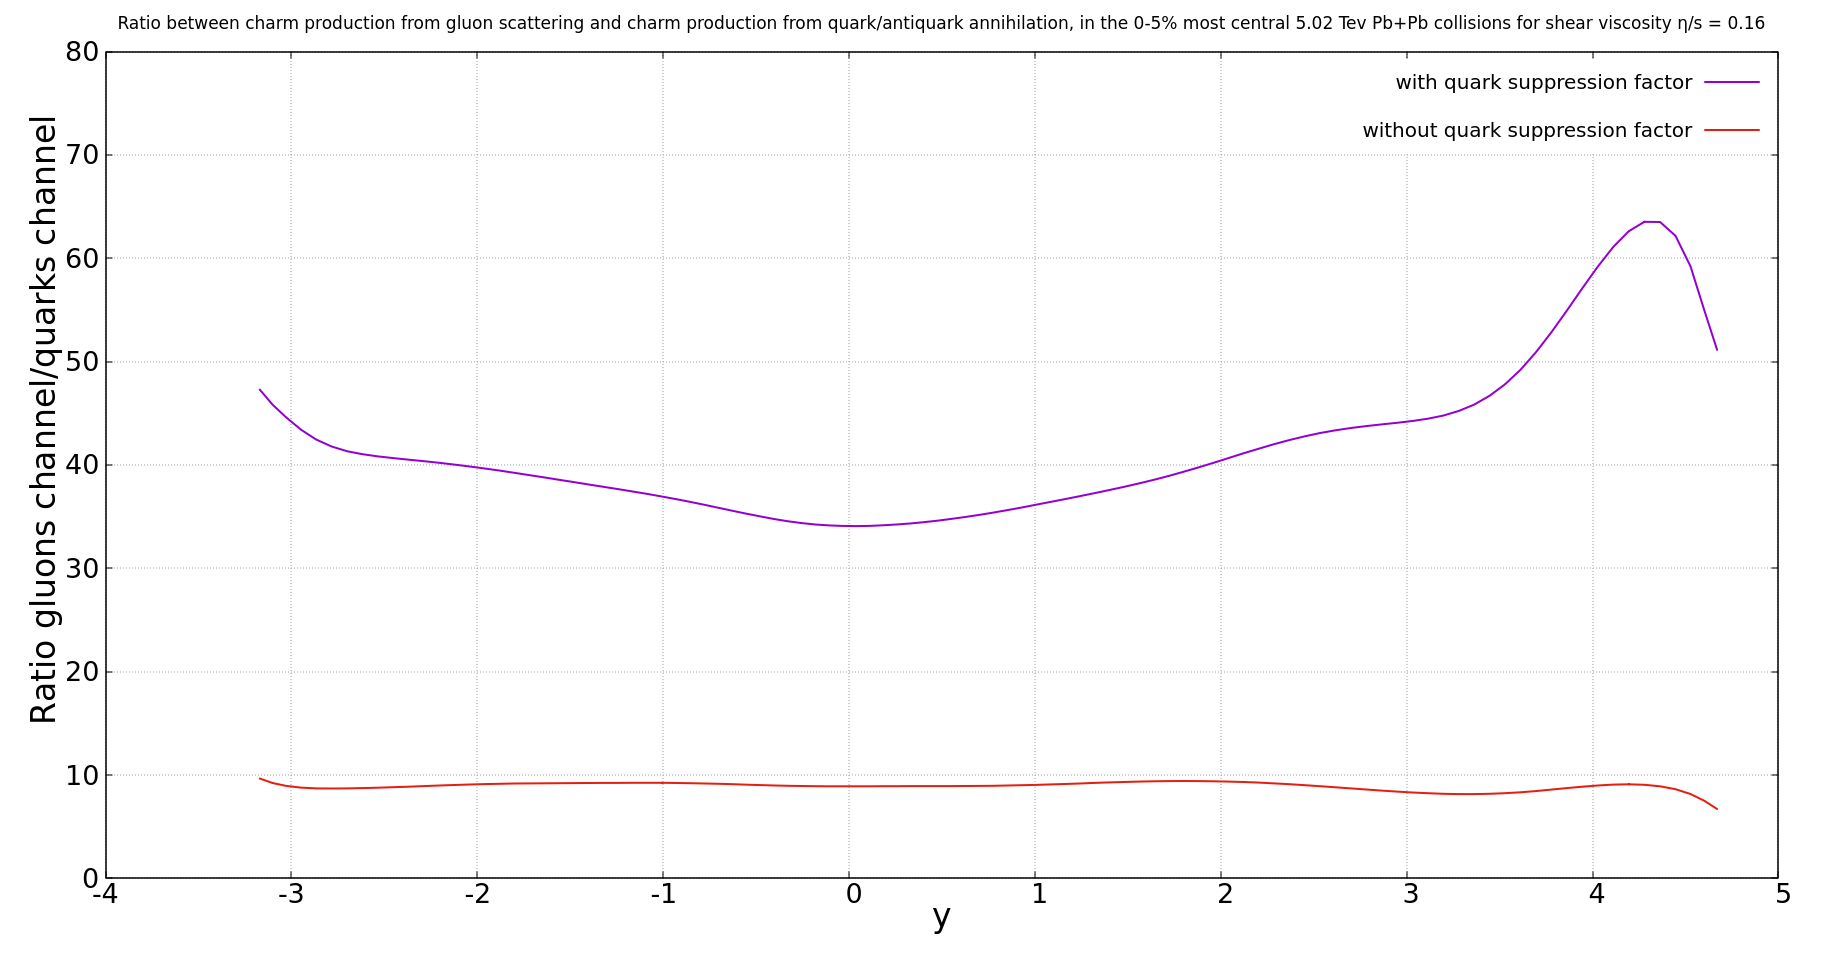 Ratio between charm production from gluon scattering and charm production from quark/antiquark annihilation, in the 0-5% most central 5.02 Tev Pb+Pb collisions for shear viscosity η/s = 0.16
with quark suppression factor
without quark suppression factor
Ratio gluons channel/quarks channel
80
70
60
50
40
30
20
10
0
-4 -3 -2 -1 0 1 2 3 4 5
y